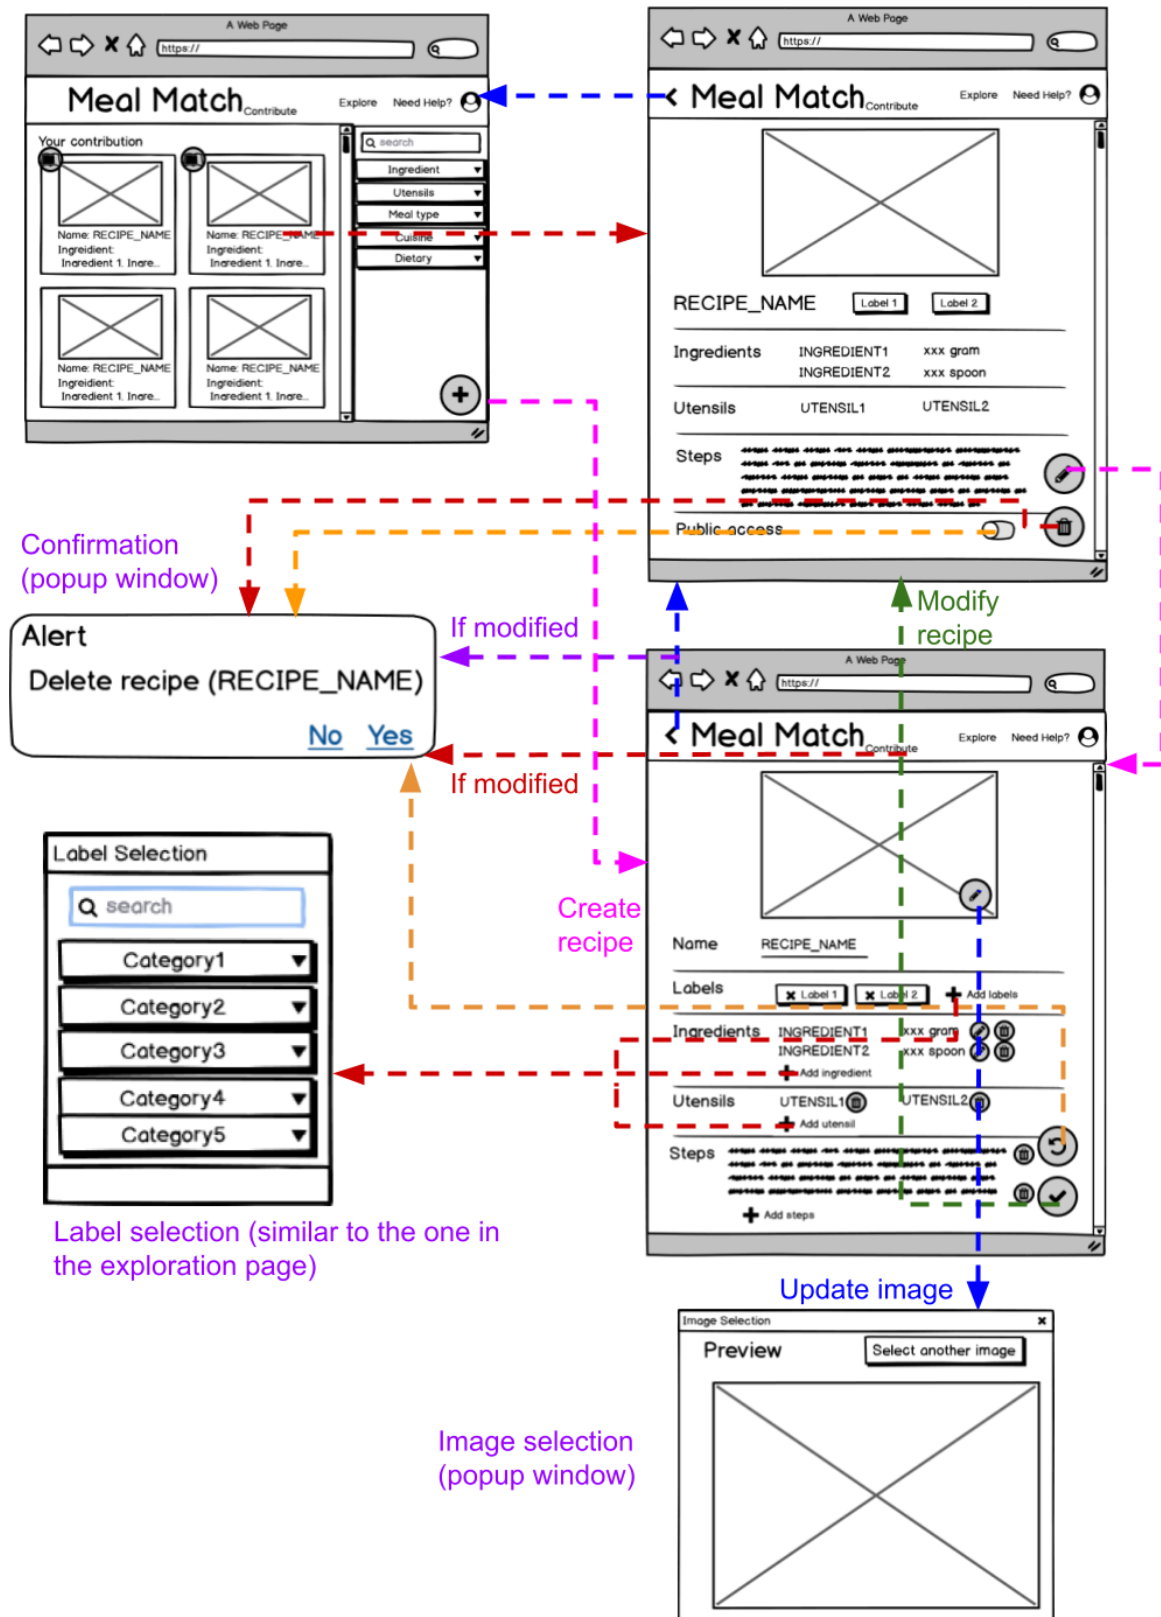 A Web Page
https://
Meal Match Contribute Explore Need Help?
Your contribution
search
Ingredient
Utensils
Meal type
Cuisine
Dietary
Name: RECIPE_NAME
Ingreidient:
Ingredient 1. Ingre...
Name: RECIPE_NAME
Ingreidient:
Ingredient 1. Ingre...
Name: RECIPE_NAME
Ingreidient:
Ingredient 1. Ingre...
Name: RECIPE_NAME
Ingreidient:
Ingredient 1. Ingre...
A Web Page
https://
Meal Match Contribute Explore Need Help?
RECIPE_NAME Label 1 Label 2
Ingredients INGREDIENT1 xxx gram
INGREDIENT2 xxx spoon
Utensils UTENSIL1 UTENSIL2
Steps
Public access
Confirmation
(popup window)
Alert
Delete recipe (RECIPE_NAME)
No Yes
If modified
If modified
Modify
recipe
Create
recipe
A Web Page
https://
Meal Match Contribute Explore Need Help?
Name RECIPE_NAME
Labels Label 1 Label 2 Add labels
Ingredients INGREDIENT1 xxx gram
INGREDIENT2 xxx spoon
Add ingredient
Utensils UTENSIL1 UTENSIL2
Add utensil
Steps
Add steps
Label Selection
search
Category1
Category2
Category3
Category4
Category5
Label selection (similar to the one in
the exploration page)
Update image
Image Selection
Preview Select another image
Image selection
(popup window)